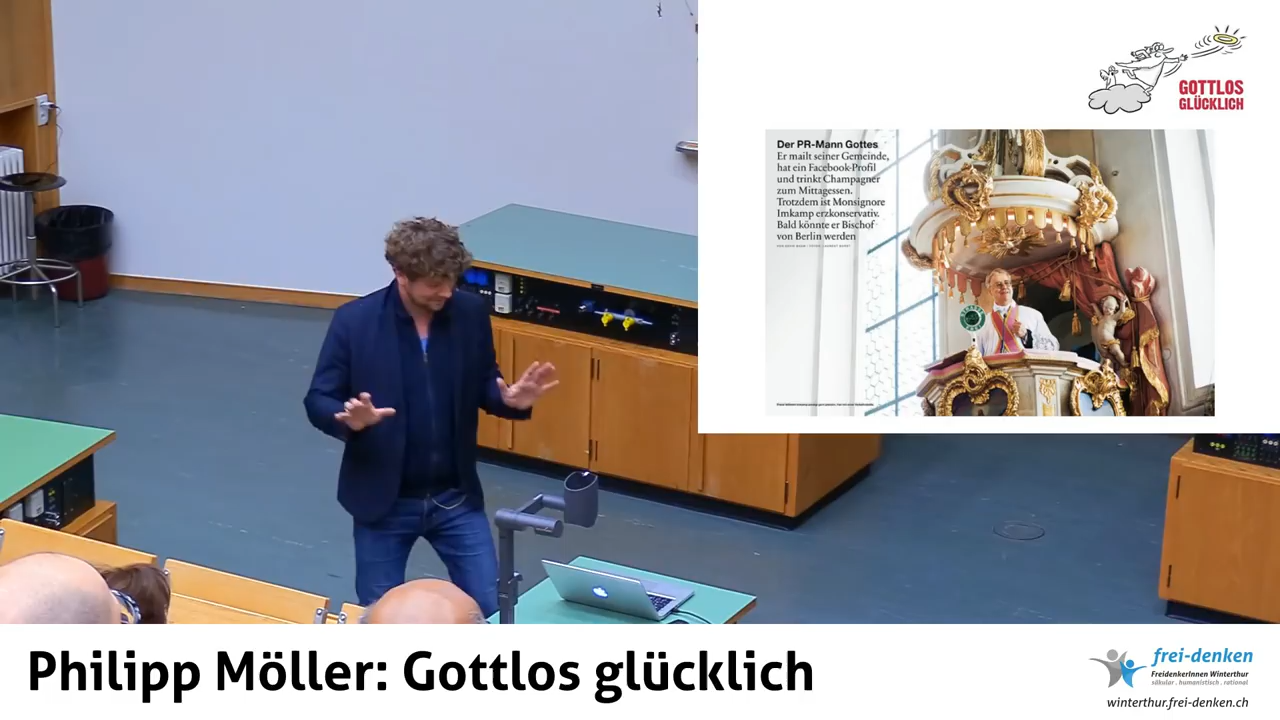 GOTTLOS
GLÜCKLICH
Der PR-Mann Gottes
Er mailt seiner Gemeinde,
hat ein Facebook-Profil
und trinkt Champagner
zum Mittagessen.
Trotzdem ist Monsignore
Imkamp erzkonservativ.
Bald könnte er Bischof
von Berlin werden
Philipp Möller: Gottlos glücklich
frei-denken
FreidenkerInnen Winterthur
säkular . humanistisch . rational
winterthur.frei-denken.ch